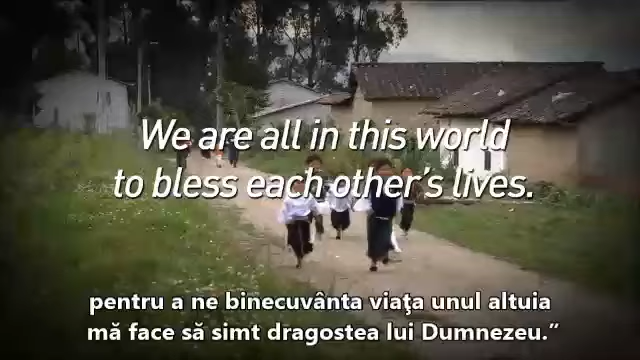 We are all in this world
to bless each other's lives.
pentru a ne binecuvânta viaţa unul altuia
mă face să simt dragostea lui Dumnezeu.”